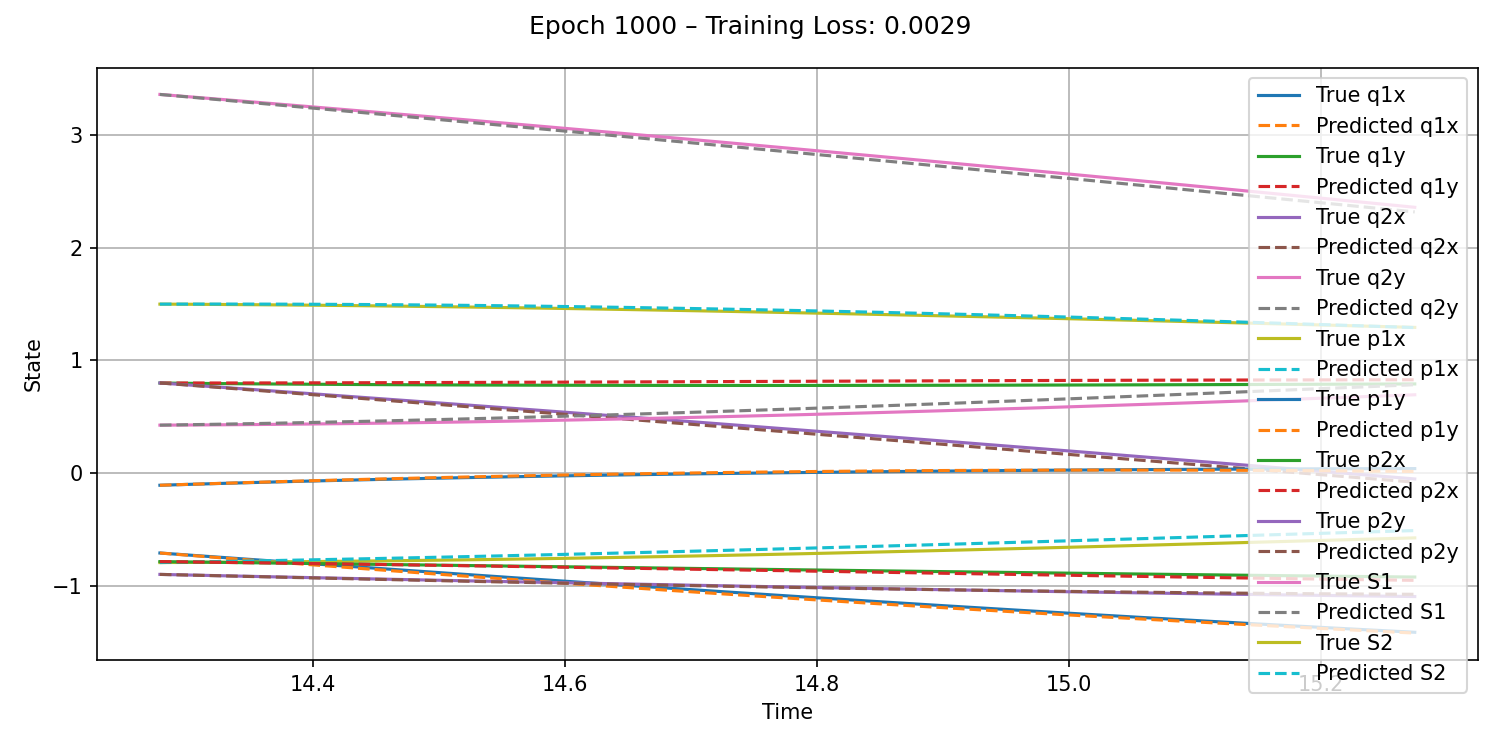 Epoch 1000 – Training Loss: 0.0029
State
3
2
1
0
−1
14.4
14.6
14.8
15.0
15.2
Time
True q1x
Predicted q1x
True q1y
Predicted q1y
True q2x
Predicted q2x
True q2y
Predicted q2y
True p1x
Predicted p1x
True p1y
Predicted p1y
True p2x
Predicted p2x
True p2y
Predicted p2y
True S1
Predicted S1
True S2
Predicted S2